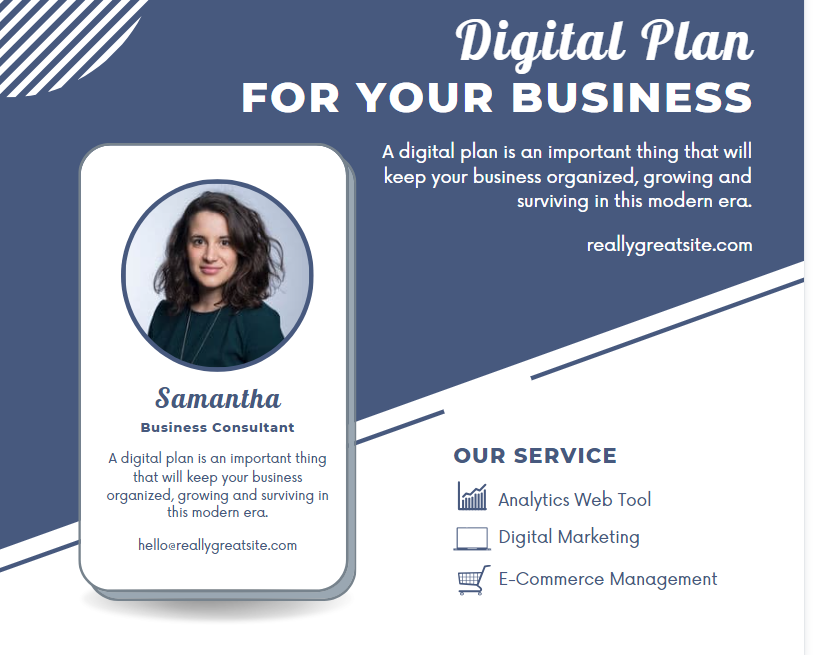 Digital Plan
FOR YOUR BUSINESS
A digital plan is an important thing that will
keep your business organized, growing and
surviving in this modern era.
reallygreatsite.com
Samantha
Business Consultant
A digital plan is an important thing
that will keep your business
organized, growing and surviving in
this modern era.
hello@reallygreatsite.com
OUR SERVICE
Analytics Web Tool
Digital Marketing
E-Commerce Management